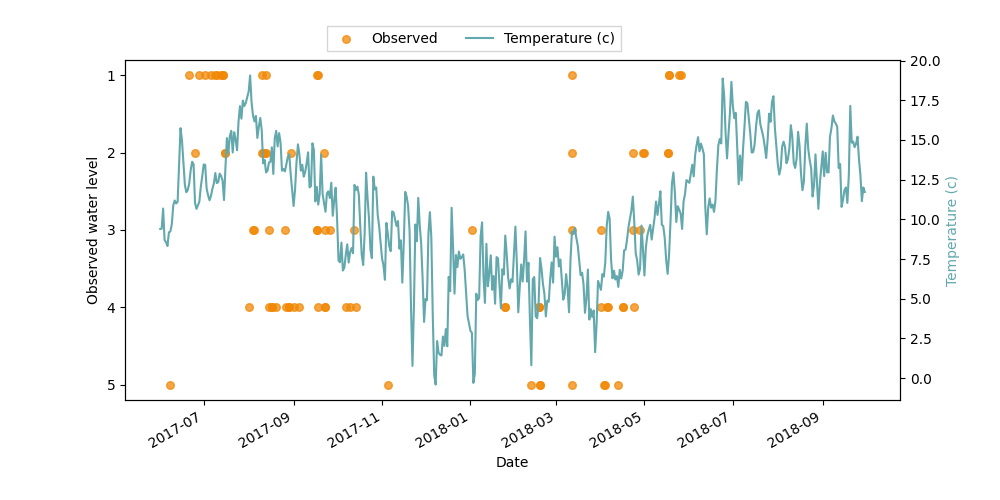 Observed Temperature (c)
Observed water level
1
2
3
4
5
20.0
17.5
15.0
12.5
10.0
7.5
5.0
2.5
0.0
Temperature (c)
2017-07 2017-09 2017-11 2018-01 2018-03 2018-05 2018-07 2018-09
Date